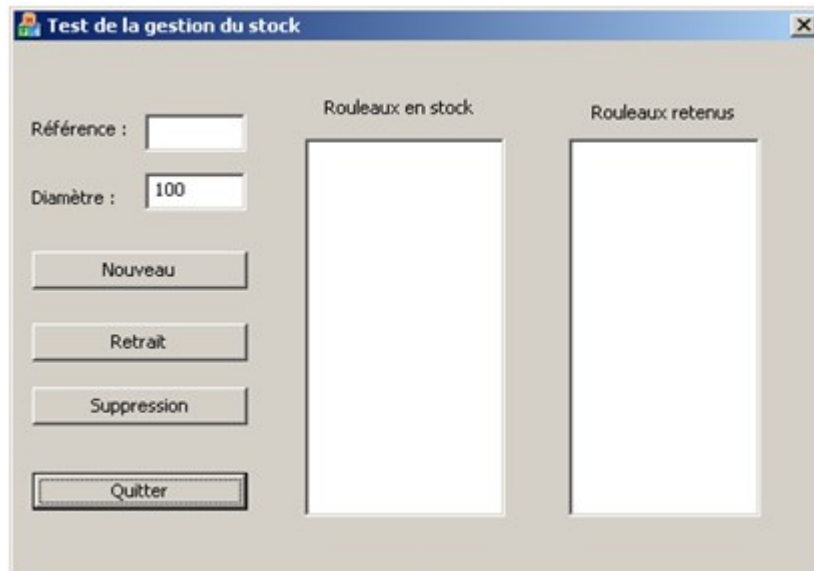 Test de la gestion du stock
Référence :
Diamètre :
100
Nouveau
Retrait
Suppression
Quitter
Rouleaux en stock
Rouleaux retenus